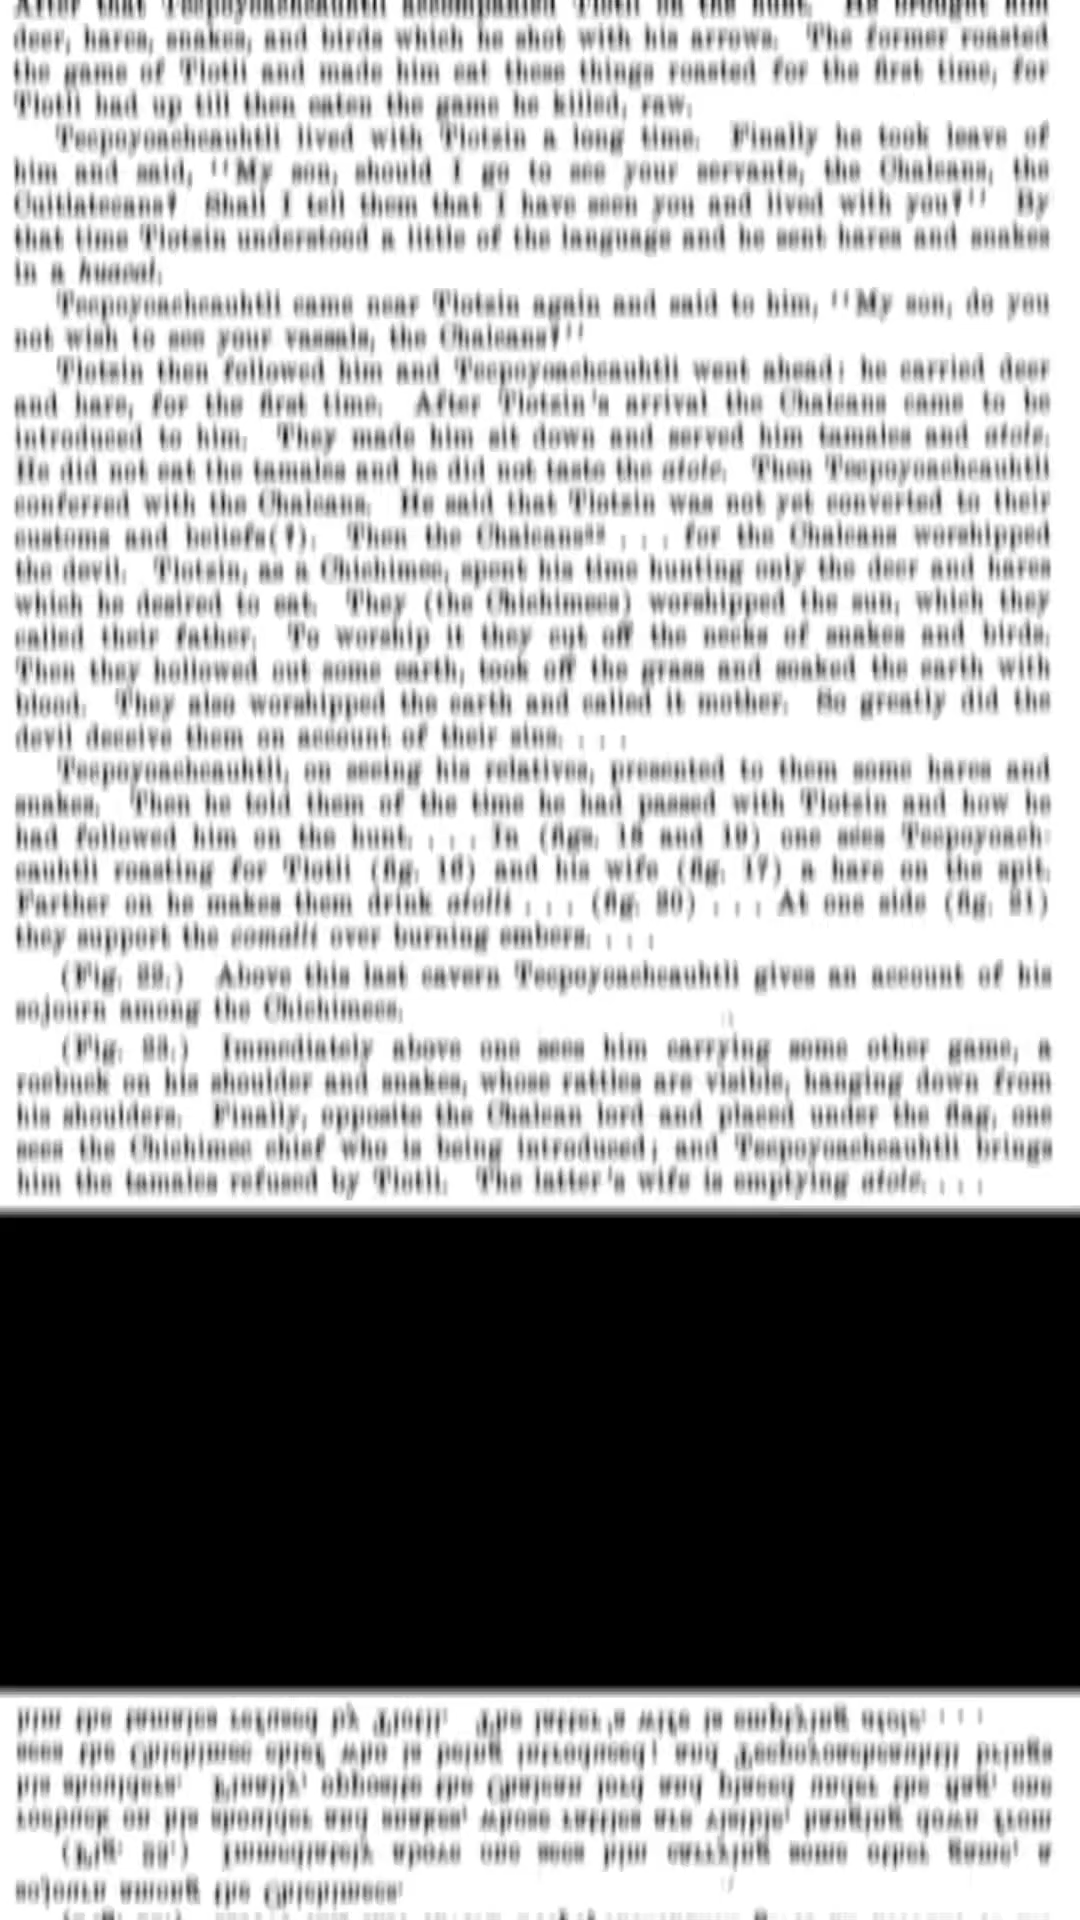 After that Tecpoyoacheauhtli accompanied Tlotli on the hunt. He brought him
deer, hares, snakes, and birds which he shot with his arrows. The former roasted
the game of Tlotli and made him eat these things roasted for the first time, for
Tlotli had up till then eaten the game he killed, raw.
Tecpoyoacheauhtli lived with Tlotzin a long time. Finally he took leave of
him and said, "My son, should I go to see your servants, the Chalcans, the
Cuitlatecans? Shall I tell them that I have seen you and lived with you?" By
that time Tlotzin understood a little of the language and he sent hares and snakes
in a huacal.
Tecpoyoacheauhtli came near Tlotzin again and said to him, "My son, do you
not wish to see your vassals, the Chalcans?"
Tlotzin then followed him and Tecpoyoacheauhtli went ahead; he carried deer
and hare, for the first time. After Tlotzin's arrival the Chalcans came to be
introduced to him. They made him sit down and served him tamales and atole.
He did not eat the tamales and he did not taste the atole. Then Tecpoyoacheauhtli
conferred with the Chalcans. He said that Tlotzin was not yet converted to their
customs and beliefs(?). Then the Chalcans . . . for the Chalcans worshipped
the devil. Tlotzin, as a Chichimec, spent his time hunting only the deer and hares
which he desired to eat. They (the Chichimecs) worshipped the sun, which they
called their father. To worship it they cut off the necks of snakes and birds.
Then they hollowed out some earth, took off the grass and soaked the earth with
blood. They also worshipped the earth and called it mother. So greatly did the
devil deceive them on account of their sins. . . .
Tecpoyoacheauhtli, on seeing his relatives, presented to them some hares and
snakes. Then he told them of the time he had passed with Tlotzin and how he
had followed him on the hunt. . . . In (figs. 18 and 19) one sees Tecpoyoach-
eauhtli roasting for Tlotli (fig. 16) and his wife (fig. 17) a hare on the spit.
Farther on he makes them drink atolli . . . (fig. 20) . . . At one side (fig. 21)
they support the comalli over burning embers. . . .
(Fig. 22.) Above this last cavern Tecpoyoacheauhtli gives an account of his
sojourn among the Chichimecs.
(Fig. 23.) Immediately above one sees him carrying some other game, a
roebuck on his shoulder and snakes, whose rattles are visible, hanging down from
his shoulders. Finally, opposite the Chalcan lord and placed under the flag, one
sees the Chichimec chief who is being introduced; and Tecpoyoacheauhtli brings
him the tamales refused by Tlotli. The latter's wife is emptying atole. . . .